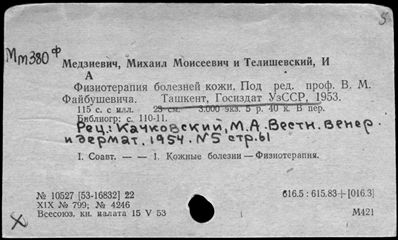 5
Мт380ф
Медзиевич, Михаил Моисеевич и Телишевский, И
А
Физиотерапия болезней кожи. Под ред. проф. В. М.
Файбушевича. Ташкент, Госиздат УзССР, 1953.
115 с. с илл. 23 см. 3.000 экз. 5 р. 40 к. В пер.
Библиогр: с. 110-11.
Рец.: Качковский, М.А. Вестн. венер.
и дермат, 1954. N5 стр.61
I. Соавт. — — 1. Кожные болезни—Физиотерапия.
№ 10527 [53-16832] 22
XIX № 799; № 4246
Всесоюз. кн. палата 15 V 53
616.5 : 615.83+[016.3]
М421